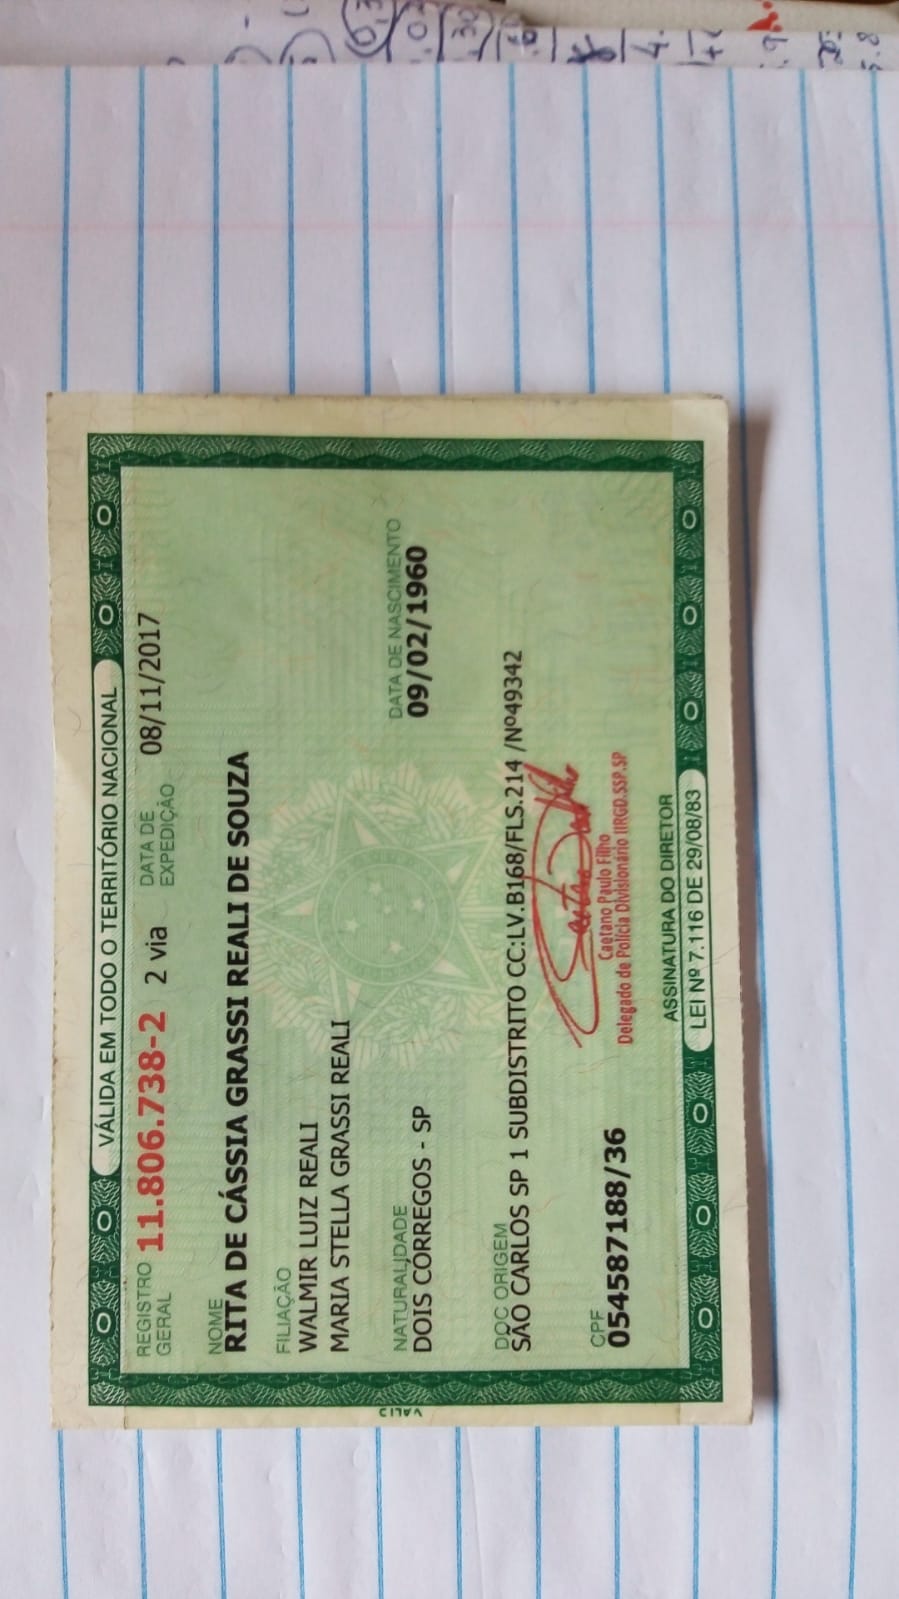 VÁLIDA EM TODO O TERRITÓRIO NACIONAL
REGISTRO GERAL 11.806.738-2 2 via DATA DE EXPEDIÇÃO 08/11/2017
NOME
RITA DE CÁSSIA GRASSI REALI DE SOUZA
FILIAÇÃO
WALMIR LUIZ REALI
MARIA STELLA GRASSI REALI
NATURALIDADE DATA DE NASCIMENTO
DOIS CÓRREGOS - SP 09/02/1960
DOC ORIGEM
SÃO CARLOS SP 1 SUBDISTRITO CC:LV.B168/FLS.214 /Nº49342
CPF
054587188/36
Caetano Paulo Filho
Delegado de Polícia Divisionário IIRGD.SSP.SP
ASSINATURA DO DIRETOR
LEI Nº 7.116 DE 29/08/83